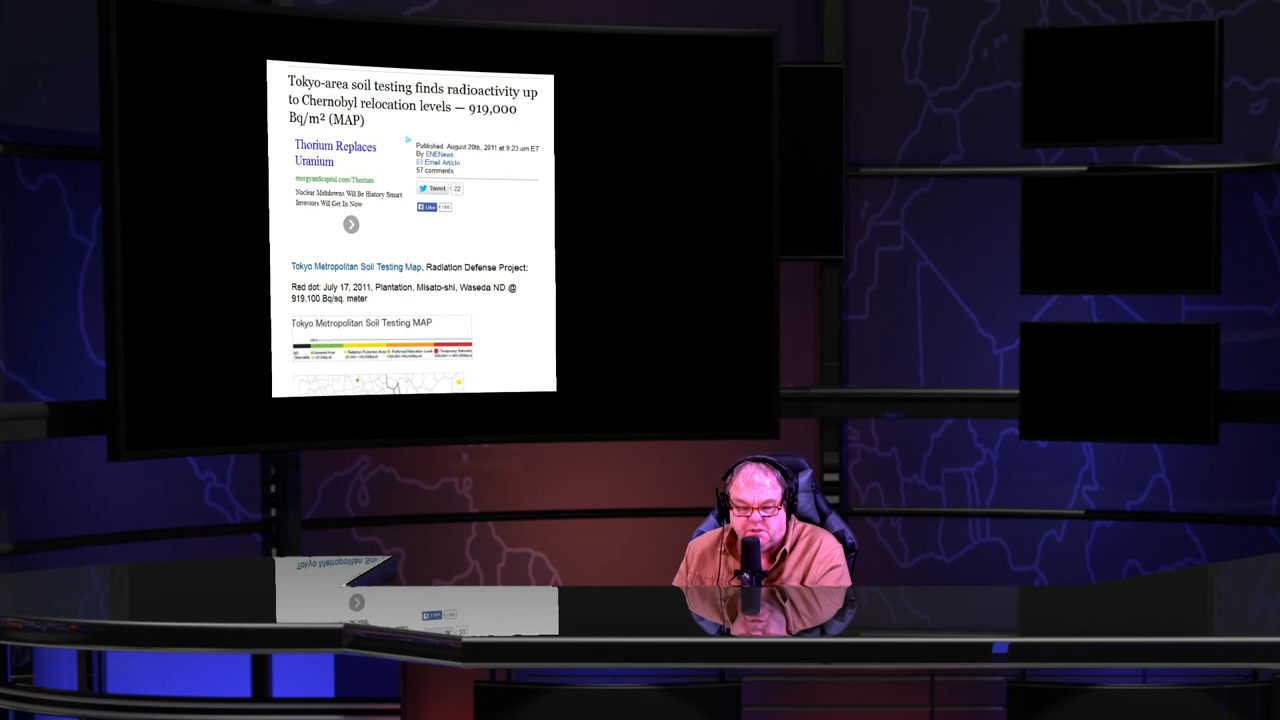 Tokyo-area soil testing finds radioactivity up
to Chernobyl relocation levels — 919,000
Bq/m² (MAP)
Thorium Replaces
Uranium
energyandcapital.com/Thorium
Nuclear Meltdowns Will Be History Smart
Investors Will Get In Now
Published: August 20th, 2011 at 9:23 am ET
By ENENews
Email Article
57 comments
Tweet 22
Like
Tokyo Metropolitan Soil Testing Map, Radiation Defense Project:
Red dot: July 17, 2011, Plantation, Misato-shi, Waseda ND @
919,100 Bq/sq. meter
Tokyo Metropolitan Soil Testing MAP